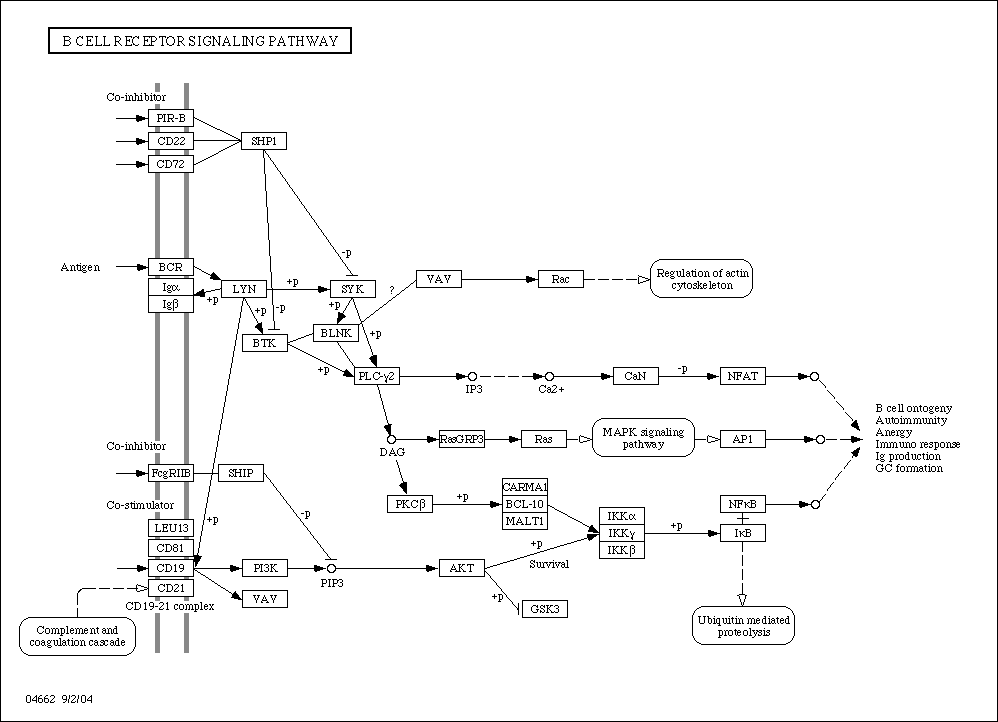 B CELL RECEPTOR SIGNALING PATHWAY
Co-inhibitor
PIR-B
CD22
SHP1
CD72
-p
Antigen
BCR
Igα
Igβ
+p
LYN
+p
SYK
?
VAV
Rac
Regulation of actin
cytoskeleton
+p
-p
+p
BTK
BLNK
+p
+p
PLC-γ2
IP3
Ca2+
CaN
-p
NFAT
B cell ontogeny
Autoimmunity
Anergy
Immuno response
Ig production
GC formation
DAG
RasGRP3
Ras
MAPK signaling
pathway
AP1
Co-inhibitor
FcgRIIB
SHIP
-p
PKCβ
+p
CARMA1
BCL-10
MALT1
IKKα
IKKγ
IKKβ
+p
NFκB
IκB
Co-stimulator
+p
LEU13
CD81
CD19
CD21
CD19-21 complex
PI3K
VAV
PIP3
AKT
+p
Survival
+p
GSK3
Ubiquitin mediated
proteolysis
Complement and
coagulation cascade
04662 9/2/04